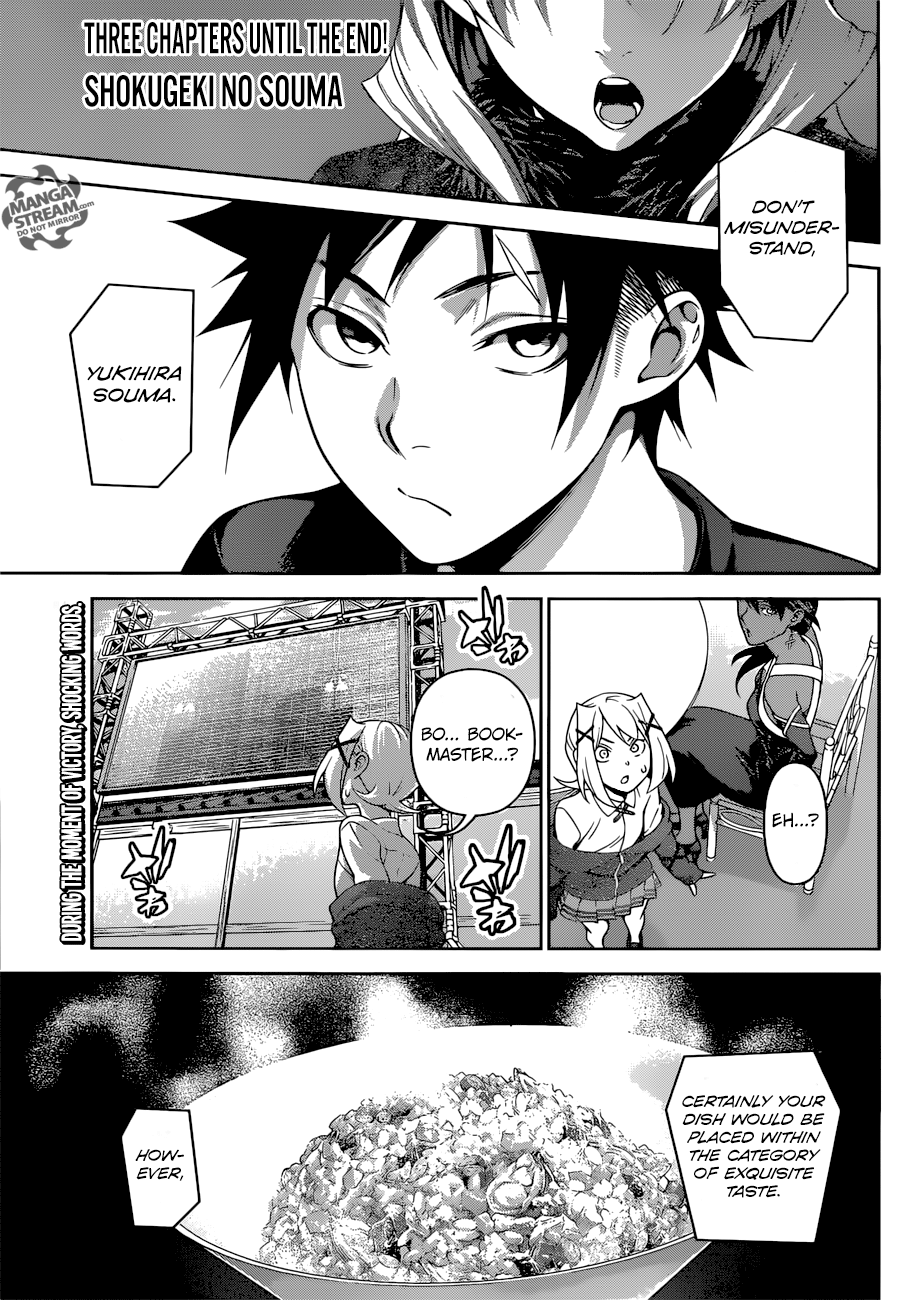 THREE CHAPTERS UNTIL THE END!
SHOKUGEKI NO SOUMA
MANGA
STREAM.com
DO NOT MIRROR
DON'T
MISUNDER-
STAND,
YUKIHIRA
SOUMA.
EH...?
BO... BOOK-
MASTER...?
DURING THE MOMENT OF VICTORY, SHOCKING WORDS.
CERTAINLY YOUR
DISH WOULD BE
PLACED WITHIN
THE CATEGORY
OF EXQUISITE
TASTE.
HOW-
EVER,